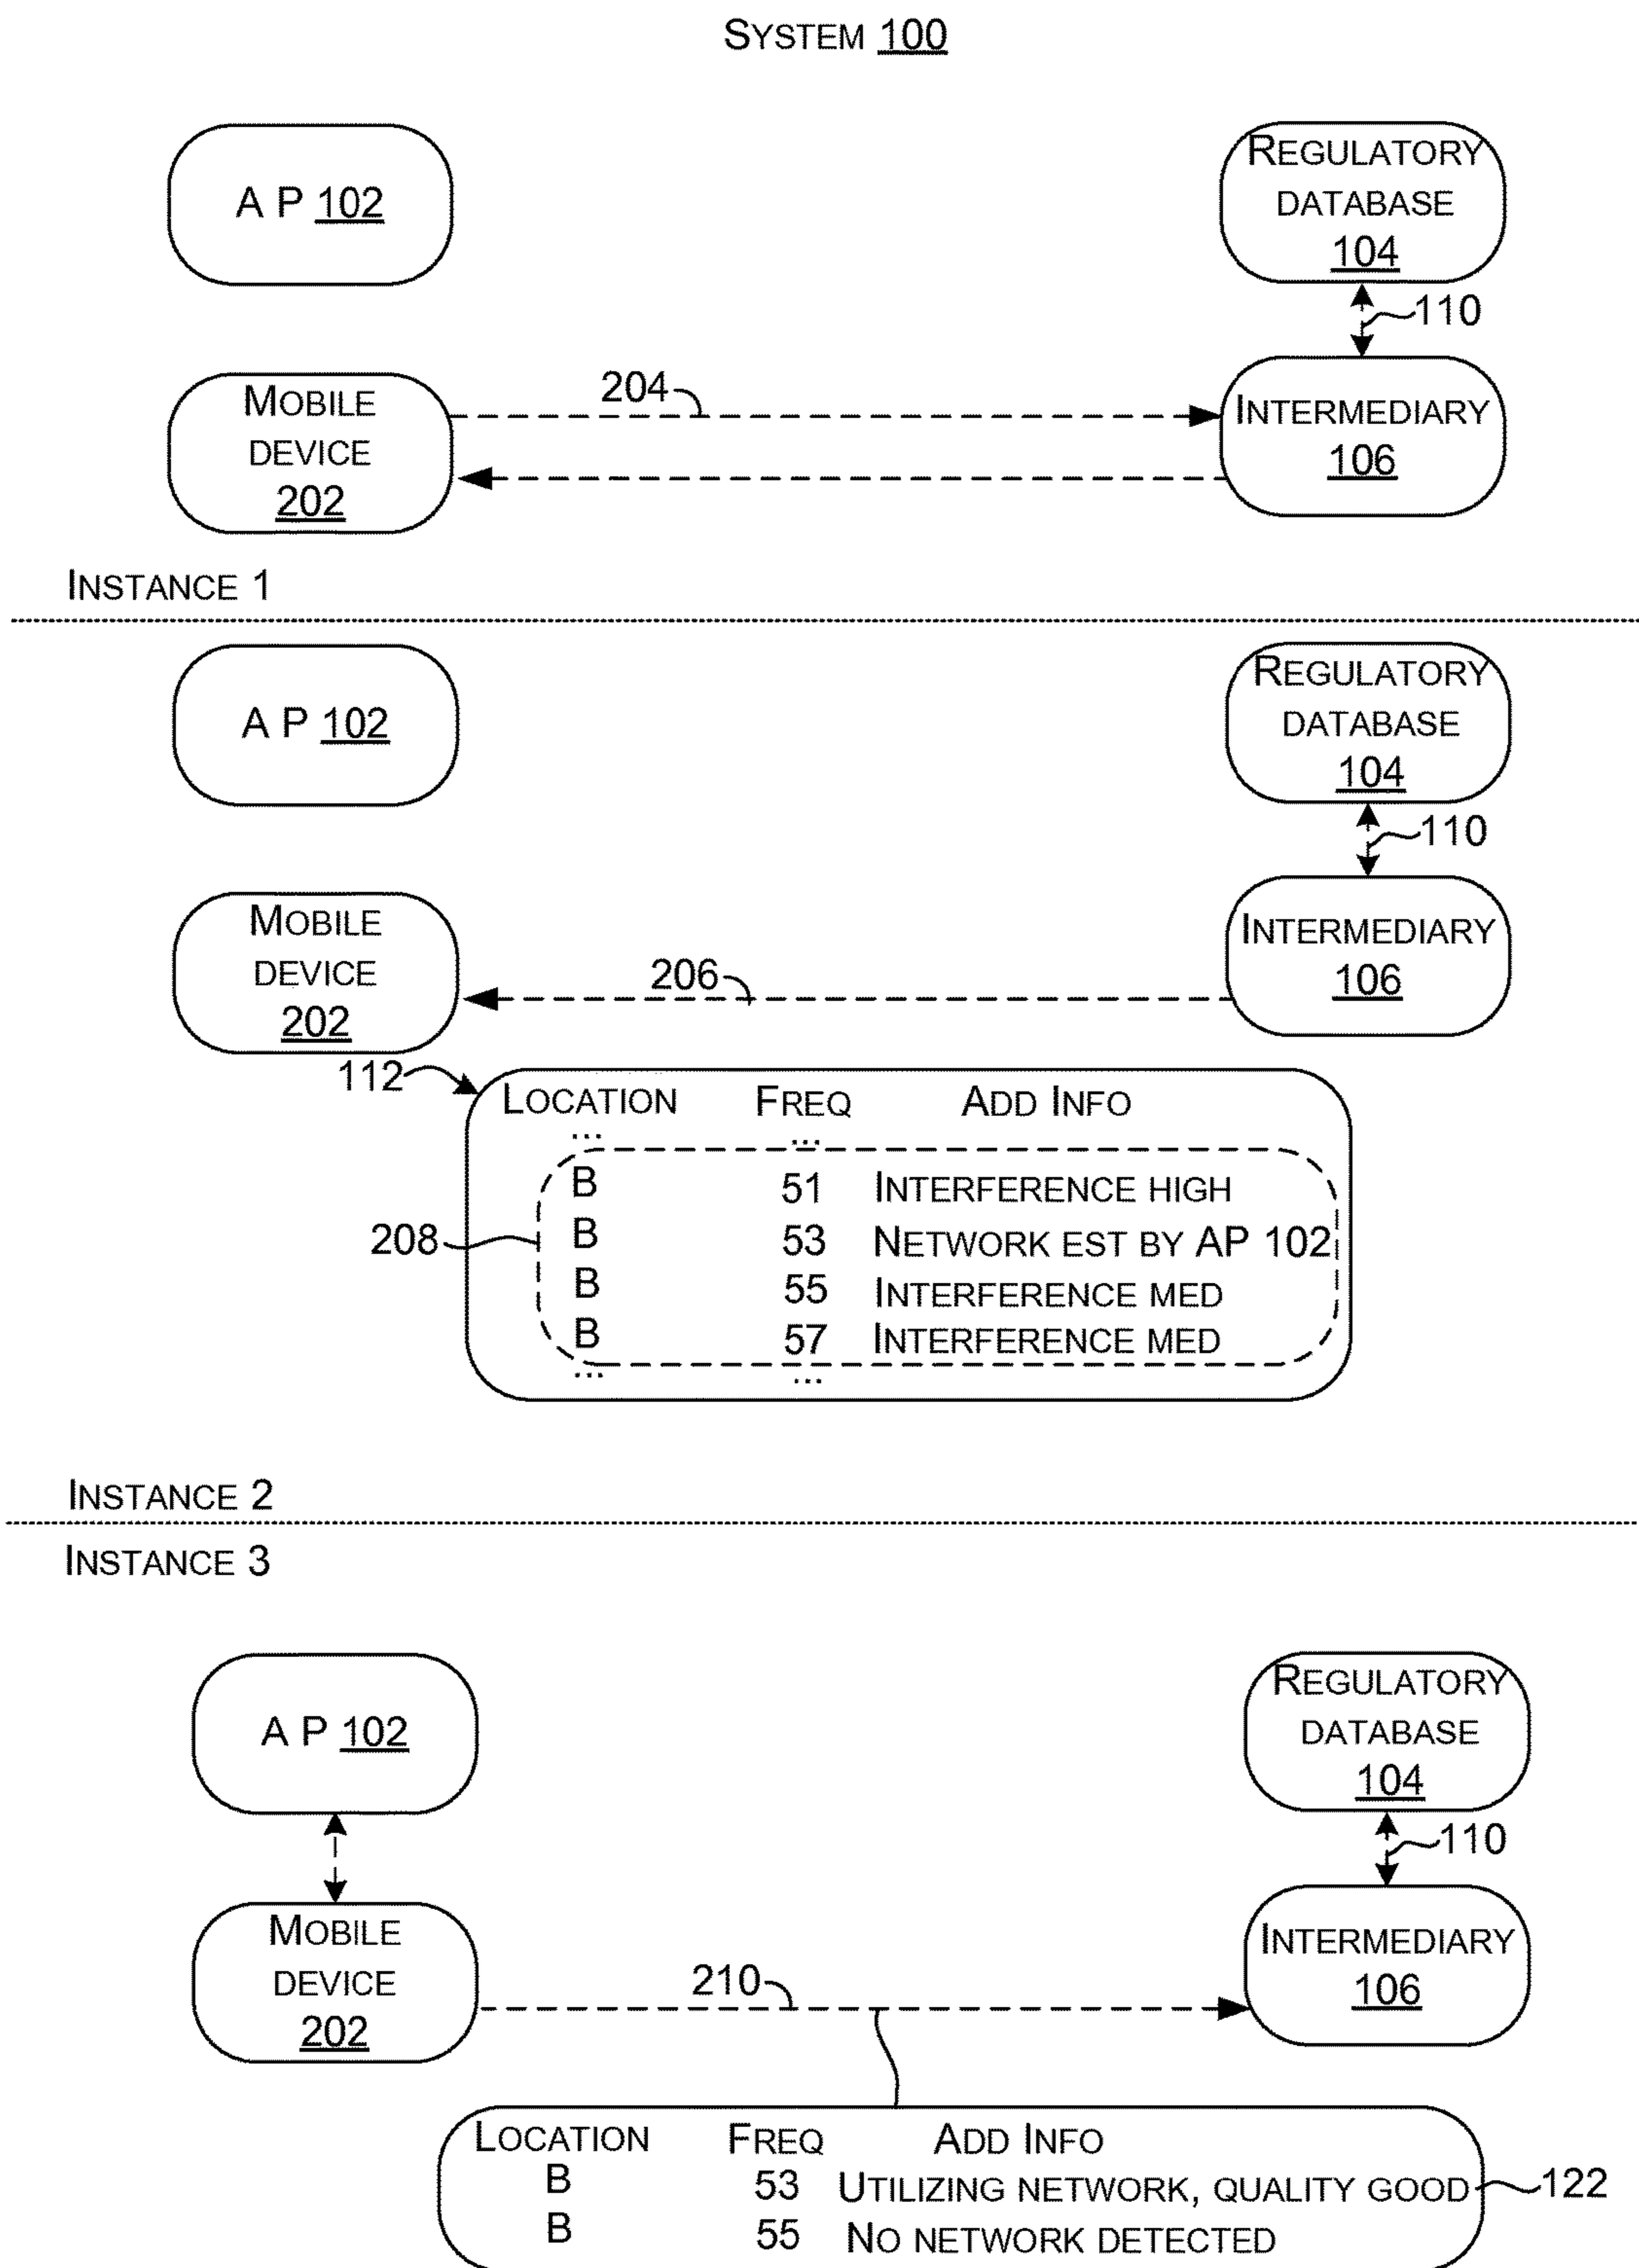 SYSTEM 100
A P 102
REGULATORY
DATABASE
104
110
MOBILE
DEVICE
202
204
INTERMEDIARY
106
INSTANCE 1
A P 102
REGULATORY
DATABASE
104
110
MOBILE
DEVICE
202
206
INTERMEDIARY
106
112
LOCATION FREQ ADD INFO
... ...
B 51 INTERFERENCE HIGH
208
B 53 NETWORK EST BY AP 102
B 55 INTERFERENCE MED
B 57 INTERFERENCE MED
... ...
INSTANCE 2
INSTANCE 3
A P 102
REGULATORY
DATABASE
104
110
MOBILE
DEVICE
202
210
INTERMEDIARY
106
LOCATION FREQ ADD INFO
B 53 UTILIZING NETWORK, QUALITY GOOD
122
B 55 NO NETWORK DETECTED